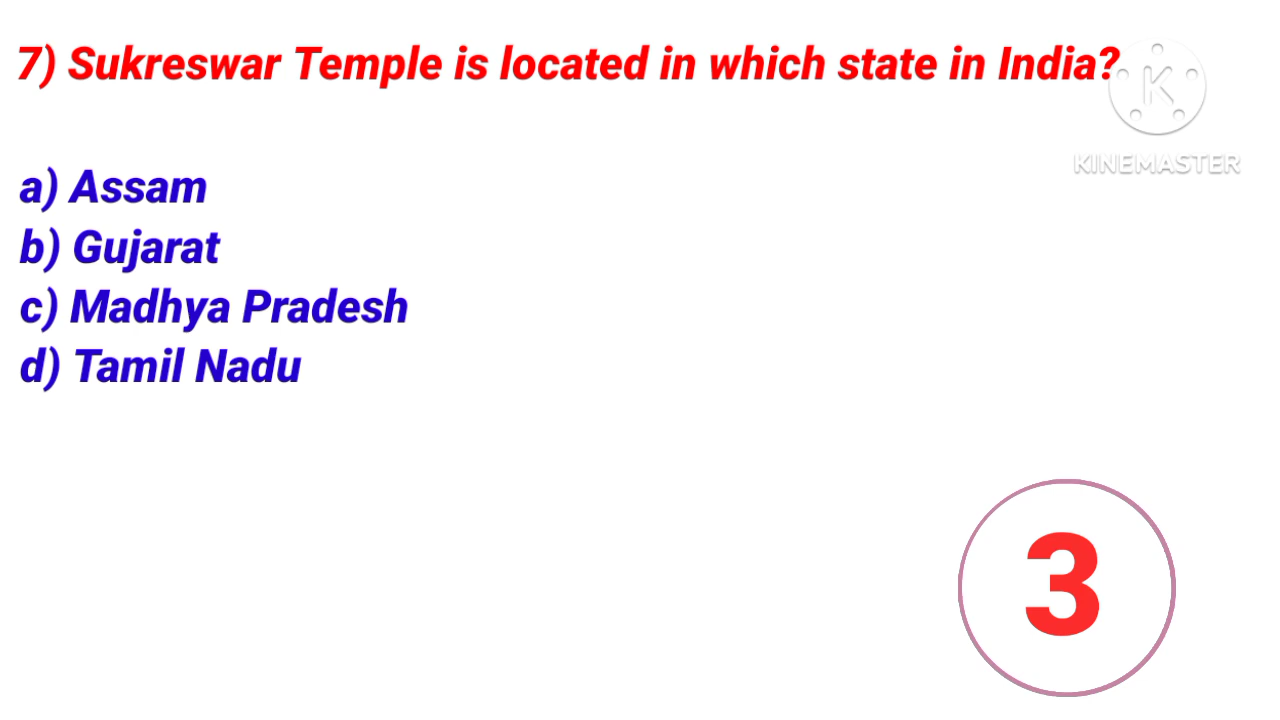 7) Sukreswar Temple is located in which state in India?
K
KINEMASTER
a) Assam
b) Gujarat
c) Madhya Pradesh
d) Tamil Nadu
3